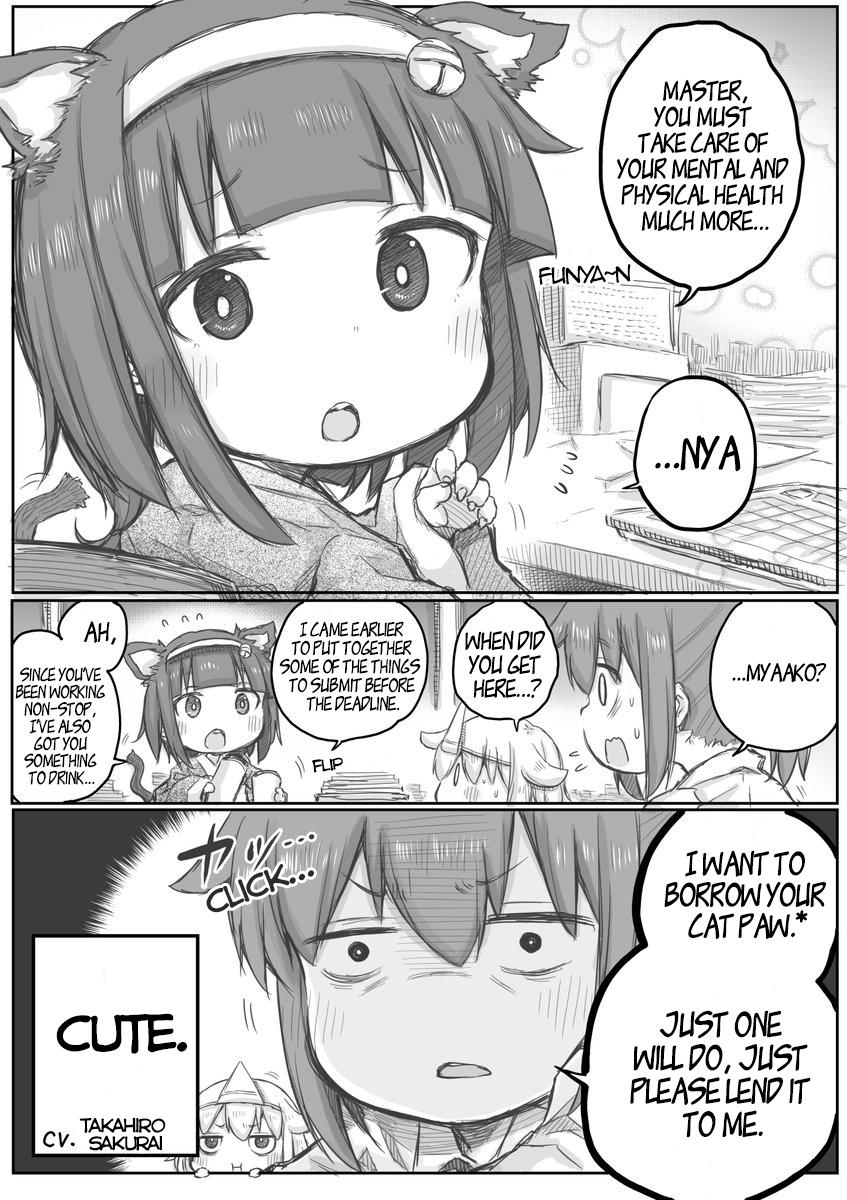 MASTER,
YOU MUST
TAKE CARE OF
YOUR MENTAL AND
PHYSICAL HEALTH
MUCH MORE...
FUNYA~N
...NYA
...MYAAKO?
WHEN DID
YOU GET
HERE...?
I CAME EARLIER
TO PUT TOGETHER
SOME OF THE THINGS
TO SUBMIT BEFORE
THE DEADLINE.
FLIP
AH,
SINCE YOU'VE
BEEN WORKING
NON-STOP,
I'VE ALSO
GOT YOU
SOMETHING
TO DRINK...
I WANT TO
BORROW YOUR
CAT PAW.*
JUST ONE
WILL DO, JUST
PLEASE LEND IT
TO ME.
カッ...
CLICK...
CUTE.
CV. TAKAHIRO
SAKURAI